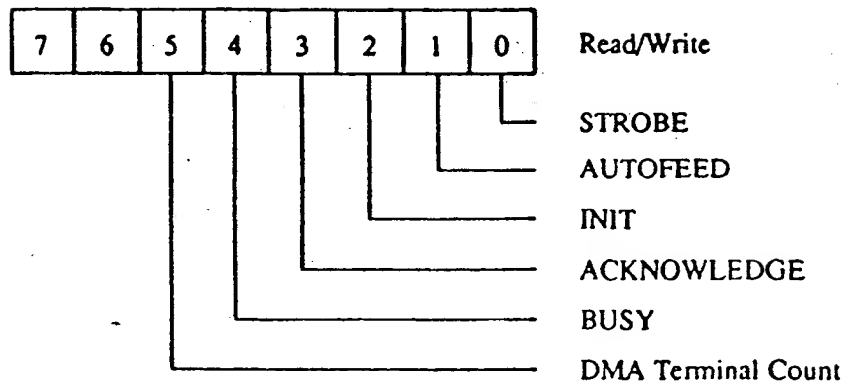 7 6 5 4 3 2 1 0 Read/Write
STROBE
AUTOFEED
INIT
ACKNOWLEDGE
BUSY
DMA Terminal Count